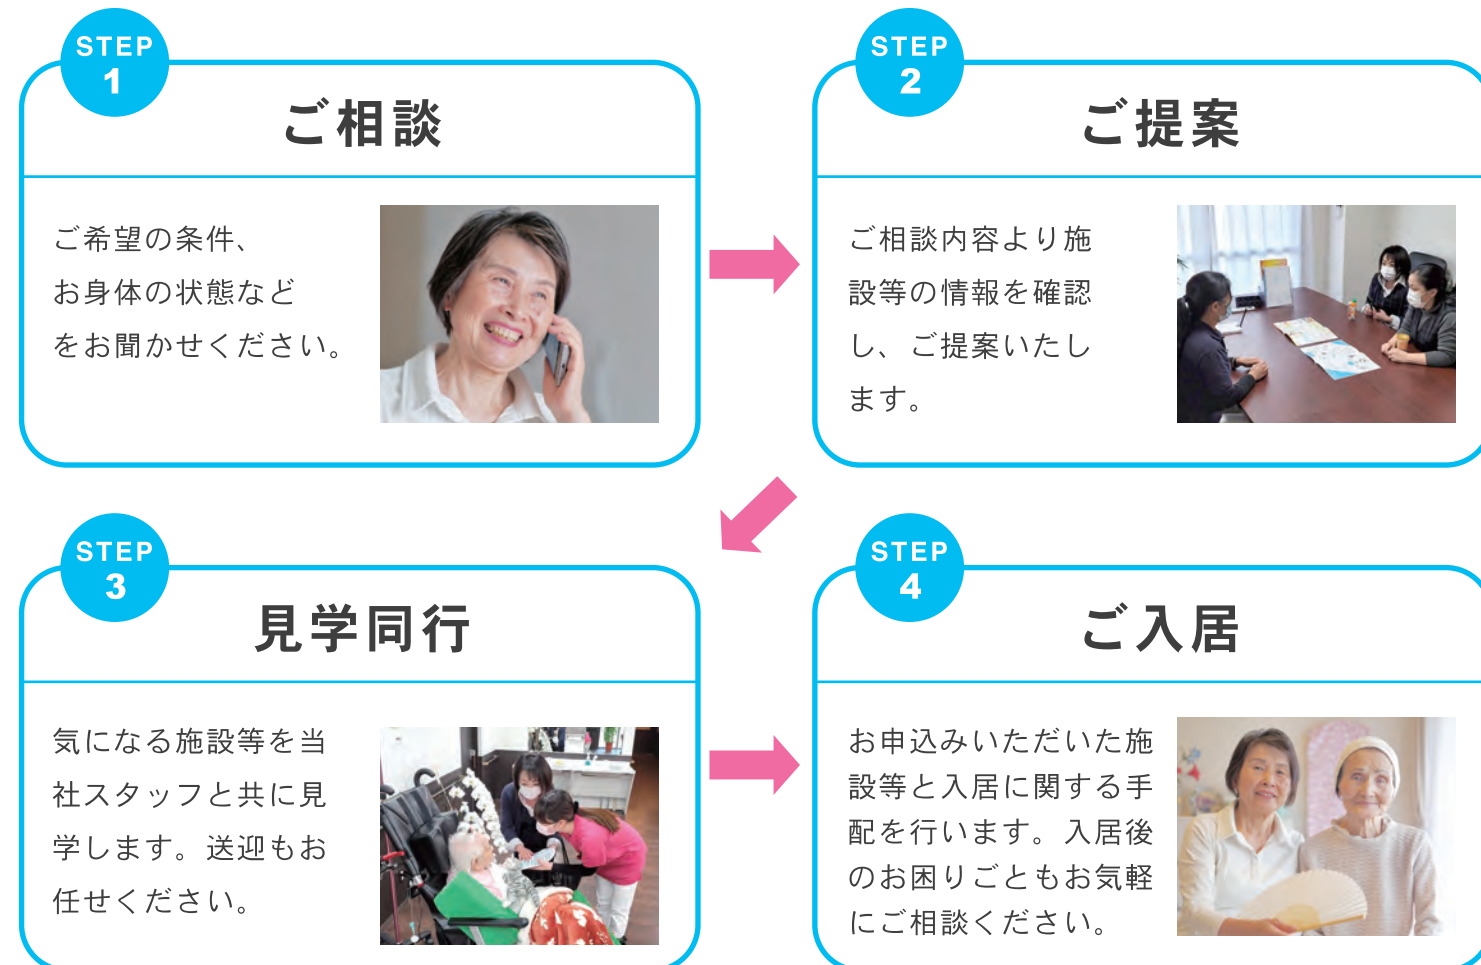 STEP
1
ご相談
ご希望の条件、
お身体の状態など
をお聞かせください。
STEP
2
ご提案
ご相談内容より施
設等の情報を確認
し、ご提案いたし
ます。
STEP
3
見学同行
気になる施設等を当
社スタッフと共に見
学します。送迎もお
任せください。
STEP
4
ご入居
お申込みいただいた施
設等と入居に関する手
配を行います。入居後
のお困りごともお気軽
にご相談ください。